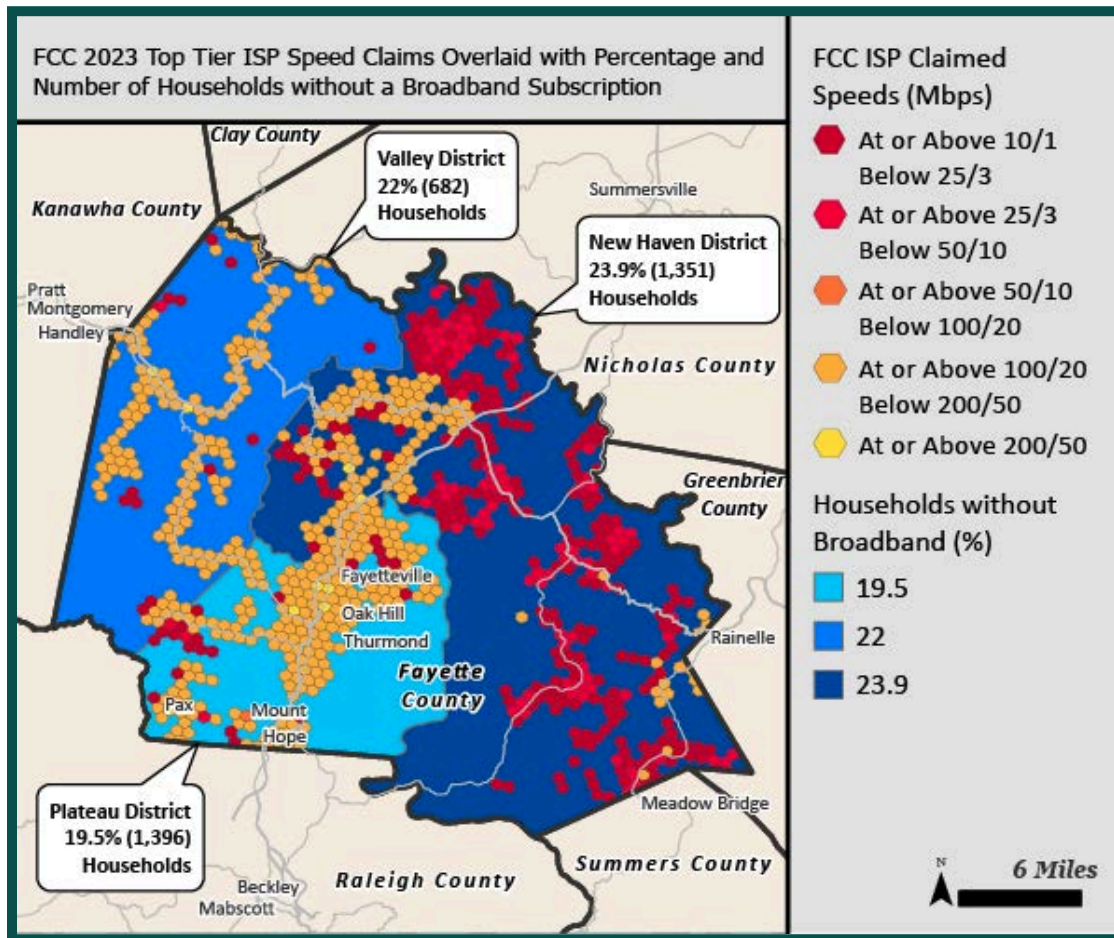 FCC 2023 Top Tier ISP Speed Claims Overlaid with Percentage and
Number of Households without a Broadband Subscription
Clay County
Valley District
22% (682)
Households
Kanawha County
Summersville
New Haven District
23.9% (1,351)
Households
Pratt
Montgomery
Handley
Nicholas County
Greenbrier
County
Fayetteville
Oak Hill
Thurmond
Rainelle
Fayette
County
Pax
Mount
Hope
Plateau District
19.5% (1,396)
Households
Meadow Bridge
Summers County
Raleigh County
Beckley
Mabscott
FCC ISP Claimed
Speeds (Mbps)
At or Above 10/1
Below 25/3
At or Above 25/3
Below 50/10
At or Above 50/10
Below 100/20
At or Above 100/20
Below 200/50
At or Above 200/50
Households without
Broadband (%)
19.5
22
23.9
N
6 Miles